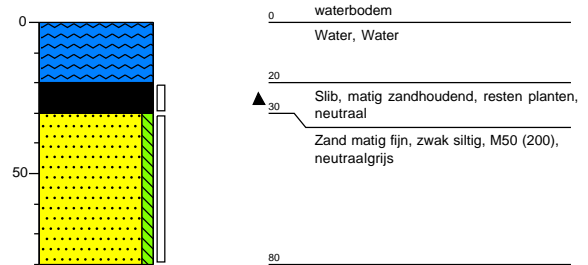 0
50
0
waterbodem
Water, Water
20
Slib, matig zandhoudend, resten planten,
neutraal
30
Zand matig fijn, zwak siltig, M50 (200),
neutraalgrijs
80